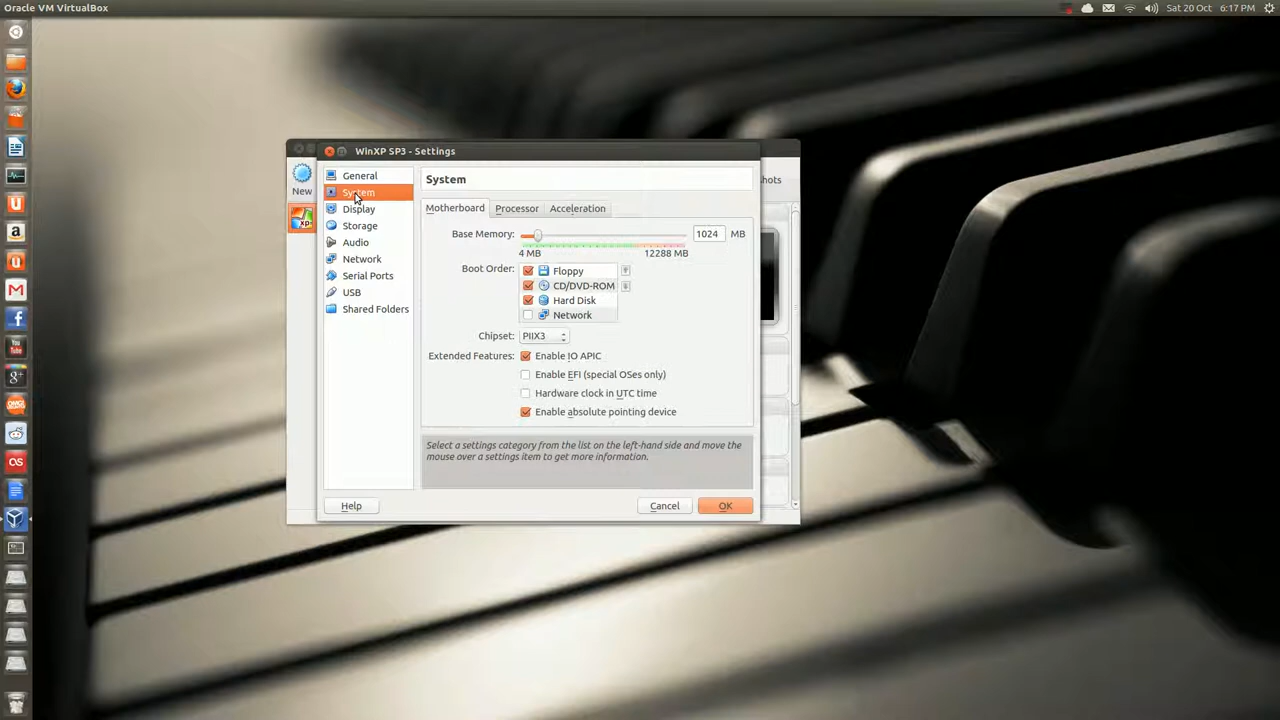 Oracle VM VirtualBox
Sat 20 Oct
6:17 PM
WinXP SP3 - Settings
New
General
System
Display
Storage
Audio
Network
Serial Ports
USB
Shared Folders
System
Motherboard
Processor
Acceleration
Base Memory:
1024
MB
4 MB
12288 MB
Boot Order:
Floppy
CD/DVD-ROM
Hard Disk
Network
Chipset:
PIIX3
Extended Features:
Enable IO APIC
Enable EFI (special OSes only)
Hardware clock in UTC time
Enable absolute pointing device
Select a settings category from the list on the left-hand side and move the
mouse over a settings item to get more information.
Help
Cancel
OK